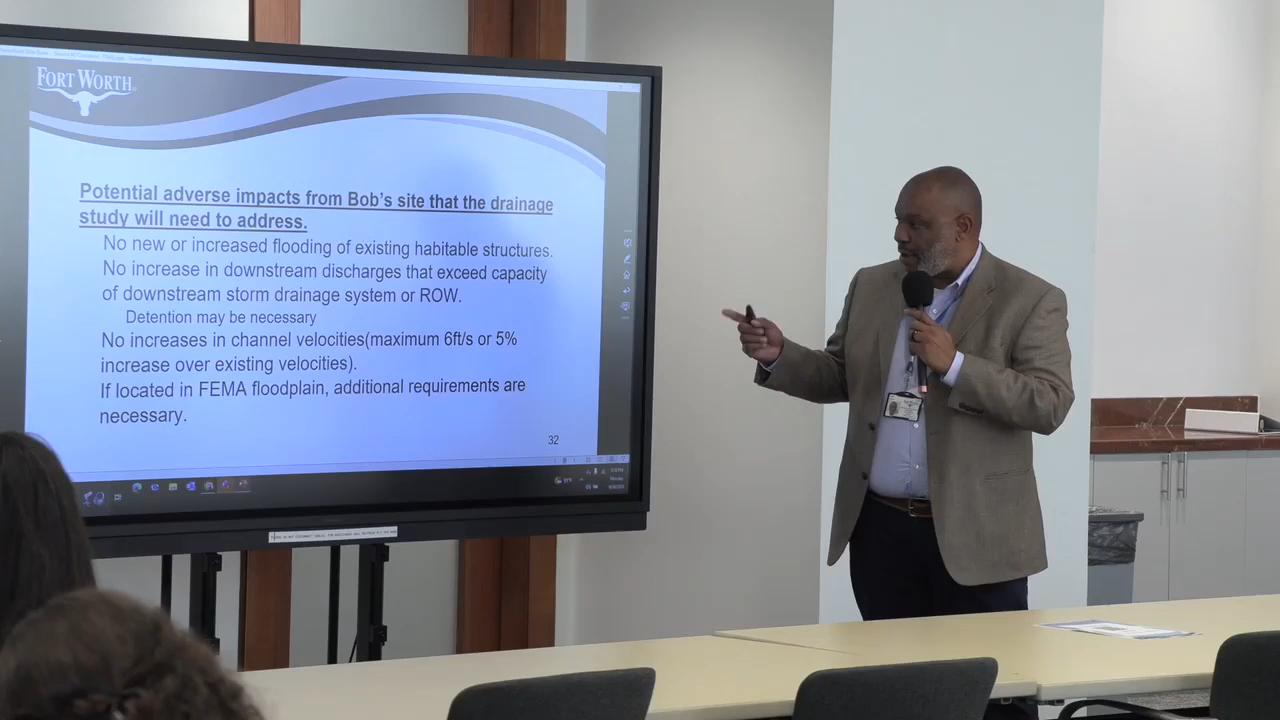 FORT WORTH
Potential adverse impacts from Bob's site that the drainage
study will need to address.
No new or increased flooding of existing habitable structures.
No increase in downstream discharges that exceed capacity
of downstream storm drainage system or ROW.
Detention may be necessary
No increases in channel velocities(maximum 6ft/s or 5%
increase over existing velocities).
If located in FEMA floodplain, additional requirements are
necessary.
32